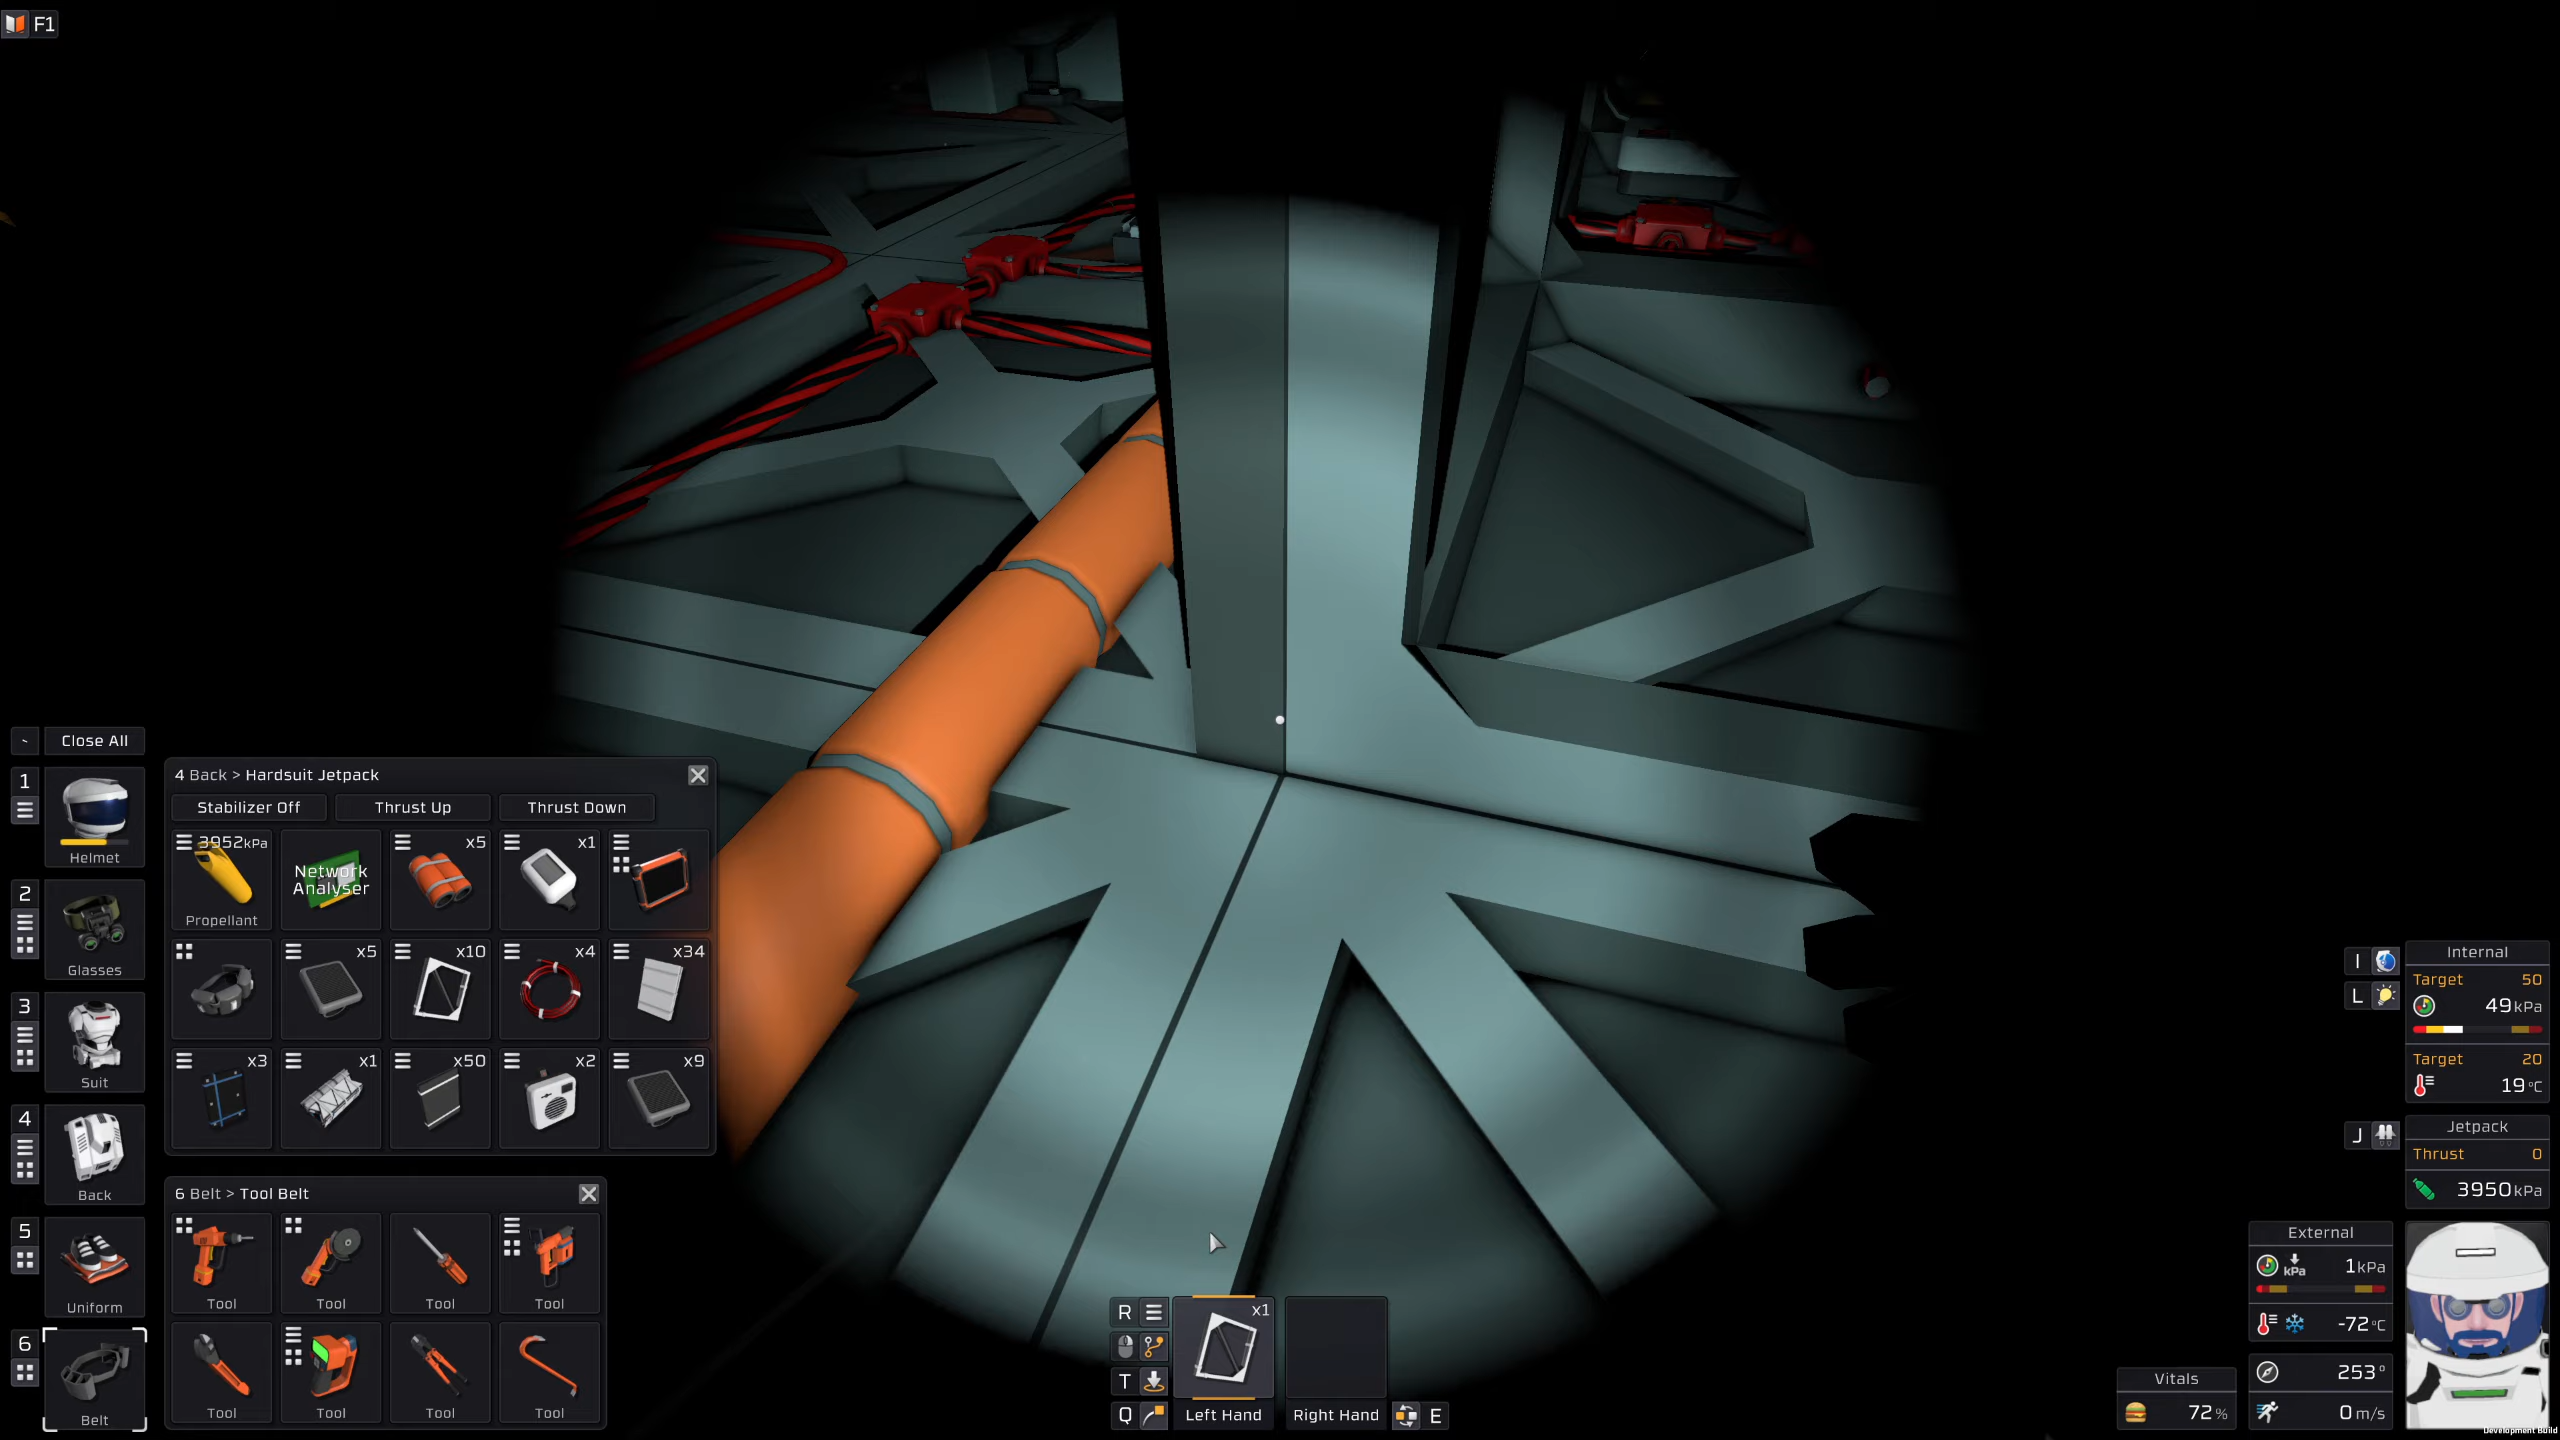 F1
~ Close All
1
Helmet
2
Glasses
3
Suit
4
Back
5
Uniform
6
Belt
4 Back > Hardsuit Jetpack
Stabilizer Off Thrust Up Thrust Down
3952kPa x5 x1
Network
Analyser
Propellant
x5 x10 x4 x34
x3 x1 x50 x2 x9
6 Belt > Tool Belt
Tool Tool Tool Tool
Tool Tool Tool Tool
R x1
T
Q Left Hand Right Hand E
I
L
Internal
Target 50
49kPa
Target 20
19°C
J
Jetpack
Thrust 0
3950kPa
External
kPa 1kPa
-72°C
253°
0m/s
Vitals
72%
Development Build